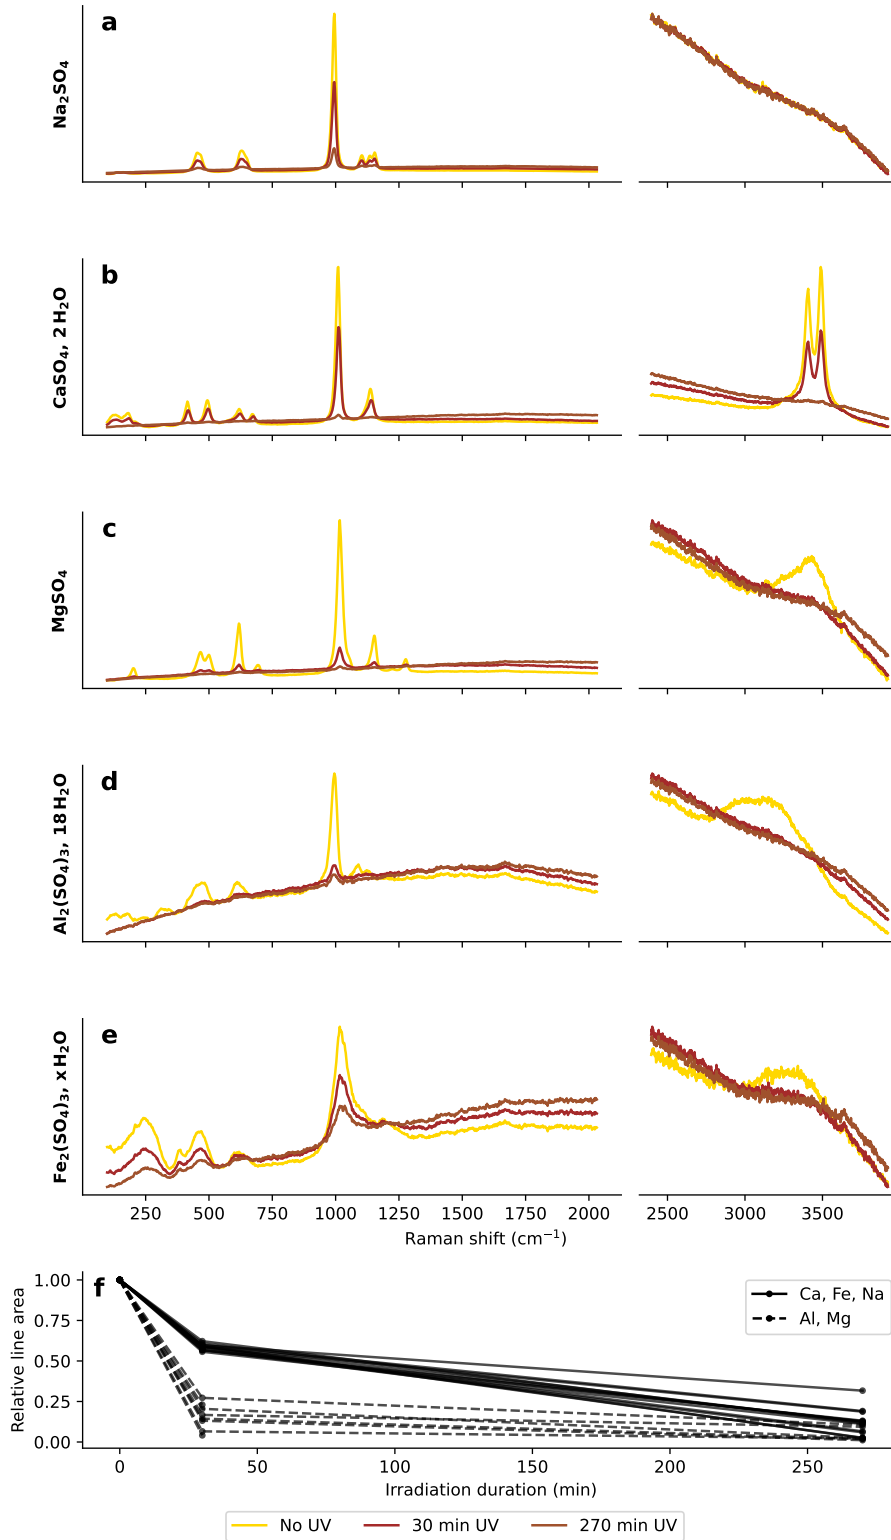 a
Na₂SO₄
b
CaSO₄, 2 H₂O
c
MgSO₄
d
Al₂(SO₄)₃, 18 H₂O
e
Fe₂(SO₄)₃, x H₂O
250 500 750 1000 1250 1500 1750 2000 2500 3000 3500
Raman shift (cm⁻¹)
f
Relative line area
1.00
0.75
0.50
0.25
0.00
Ca, Fe, Na
Al, Mg
0 50 100 150 200 250
Irradiation duration (min)
No UV 30 min UV 270 min UV